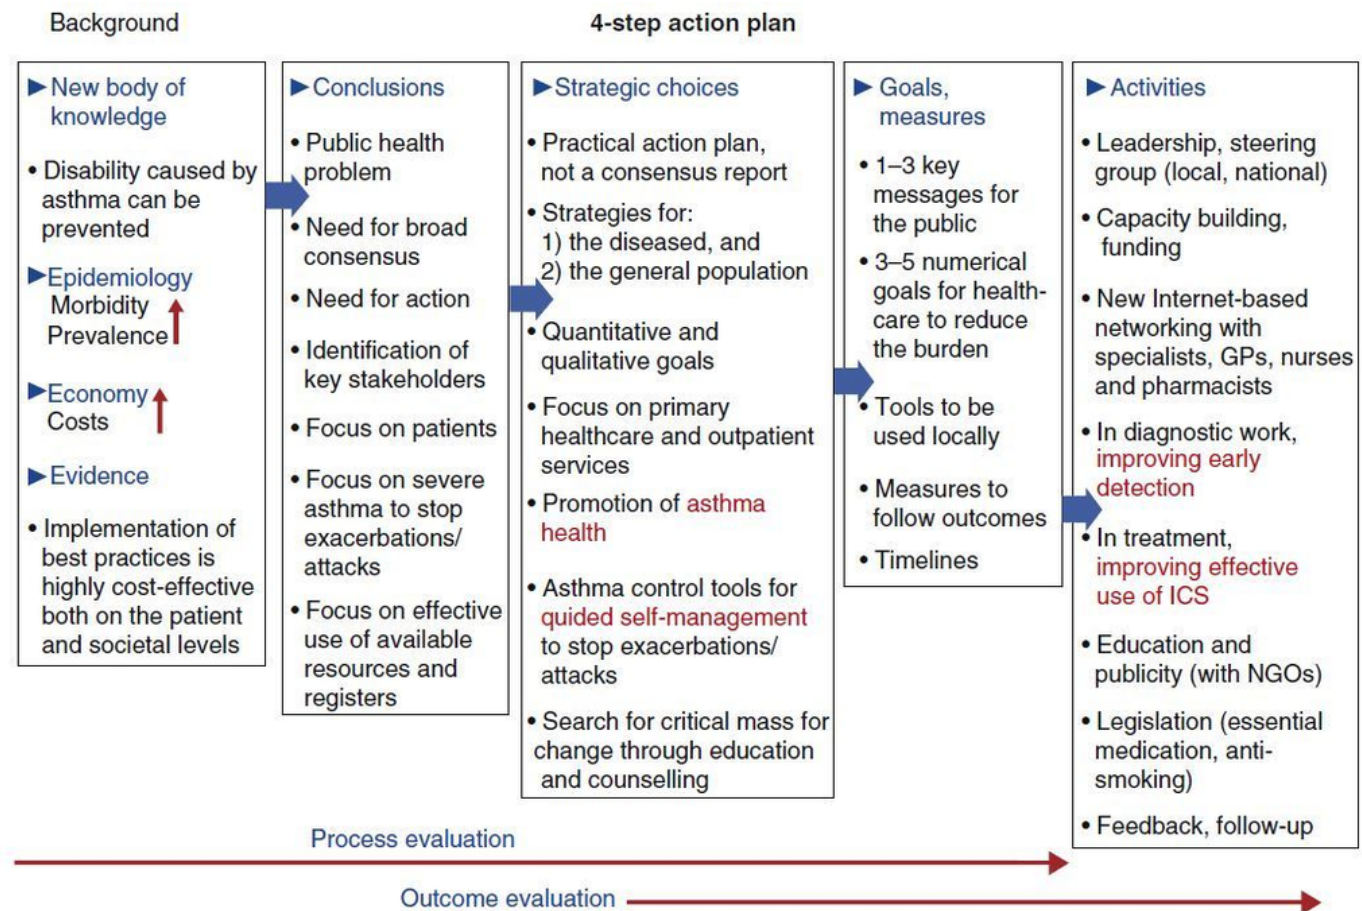 Background
4-step action plan
New body of
knowledge
• Disability caused by
asthma can be
prevented
Epidemiology
Morbidity
Prevalence
Economy
Costs
Evidence
• Implementation of
best practices is
highly cost-effective
both on the patient
and societal levels
Conclusions
• Public health
problem
• Need for broad
consensus
• Need for action
• Identification of
key stakeholders
• Focus on patients
• Focus on severe
asthma to stop
exacerbations/
attacks
• Focus on effective
use of available
resources and
registers
Strategic choices
• Practical action plan,
not a consensus report
• Strategies for:
1) the diseased, and
2) the general population
• Quantitative and
qualitative goals
• Focus on primary
healthcare and outpatient
services
• Promotion of asthma
health
• Asthma control tools for
quided self-management
to stop exacerbations/
attacks
• Search for critical mass for
change through education
and counselling
Goals,
measures
• 1–3 key
messages for
the public
• 3–5 numerical
goals for health-
care to reduce
the burden
• Tools to be
used locally
• Measures to
follow outcomes
• Timelines
Activities
• Leadership, steering
group (local, national)
• Capacity building,
funding
• New Internet-based
networking with
specialists, GPs, nurses
and pharmacists
• In diagnostic work,
improving early
detection
• In treatment,
improving effective
use of ICS
• Education and
publicity (with NGOs)
• Legislation (essential
medication, anti-
smoking)
• Feedback, follow-up
Process evaluation
Outcome evaluation